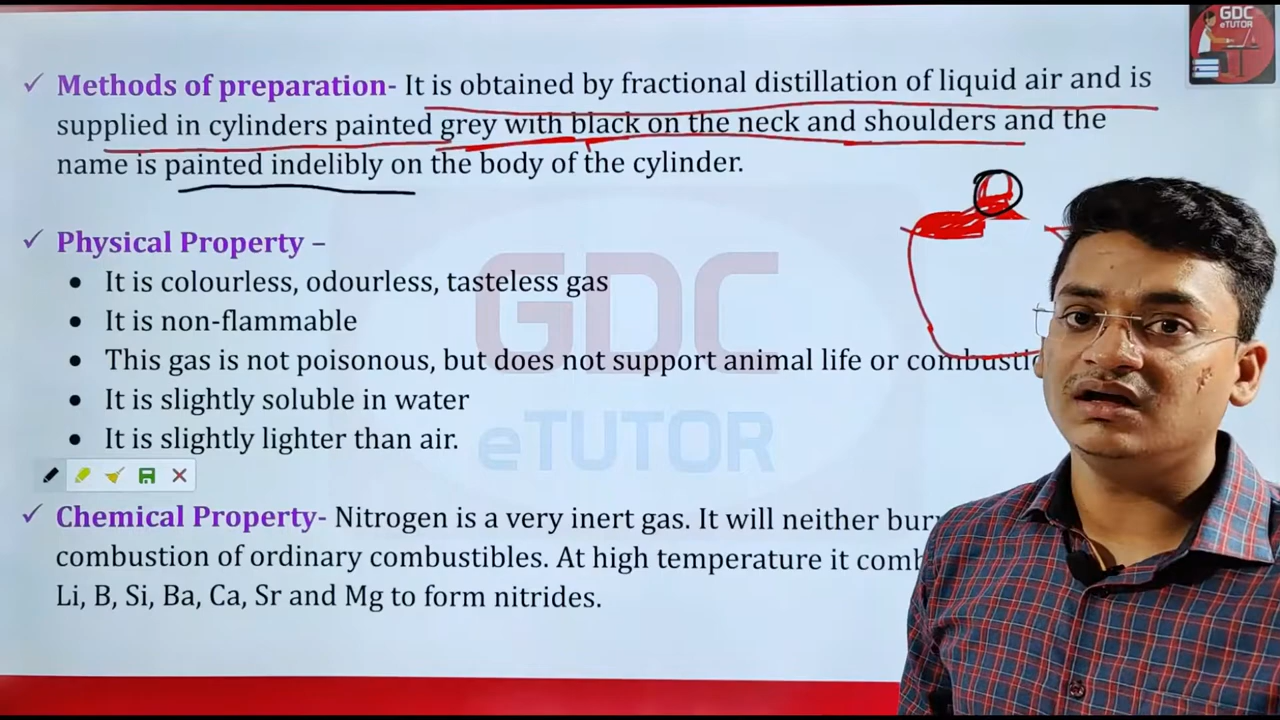 GDC
eTUTOR
✓ Methods of preparation- It is obtained by fractional distillation of liquid air and is
supplied in cylinders painted grey with black on the neck and shoulders and the
name is painted indelibly on the body of the cylinder.
✓ Physical Property –
• It is colourless, odourless, tasteless gas
• It is non-flammable
• This gas is not poisonous, but does not support animal life or
• It is slightly soluble in water
• It is slightly lighter than air.
GDC
eTUTOR
✓ Chemical Property- Nitrogen is a very inert gas. It will neither
combustion of ordinary combustibles. At high temperature it
Li, B, Si, Ba, Ca, Sr and Mg to form nitrides.